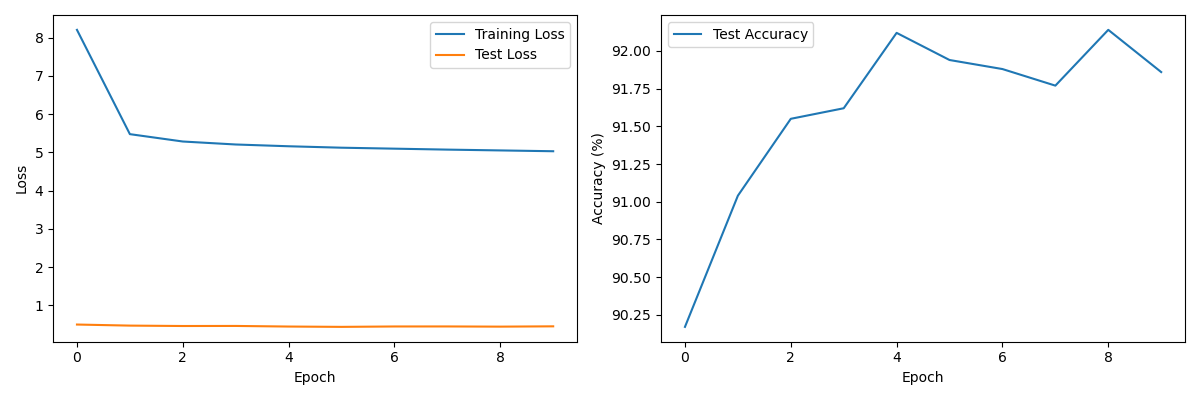 Training Loss
Test Loss
8
7
6
5
4
3
2
1
Loss
0 2 4 6 8
Epoch
Test Accuracy
92.00
91.75
91.50
91.25
91.00
90.75
90.50
90.25
Accuracy (%)
0 2 4 6 8
Epoch